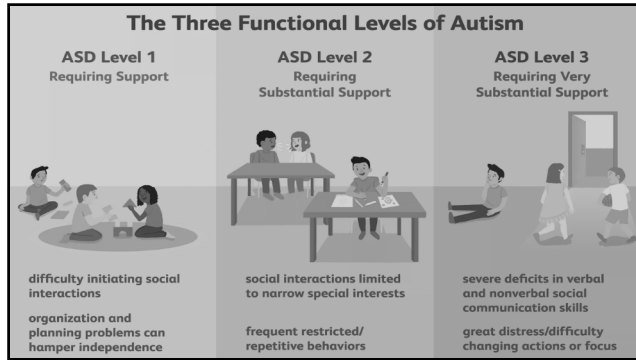 The Three Functional Levels of Autism
ASD Level 1
Requiring Support
difficulty initiating social
interactions
organization and
planning problems can
hamper independence
ASD Level 2
Requiring
Substantial Support
social interactions limited
to narrow special interests
frequent restricted/
repetitive behaviors
ASD Level 3
Requiring Very
Substantial Support
severe deficits in verbal
and nonverbal social
communication skills
great distress/difficulty
changing actions or focus